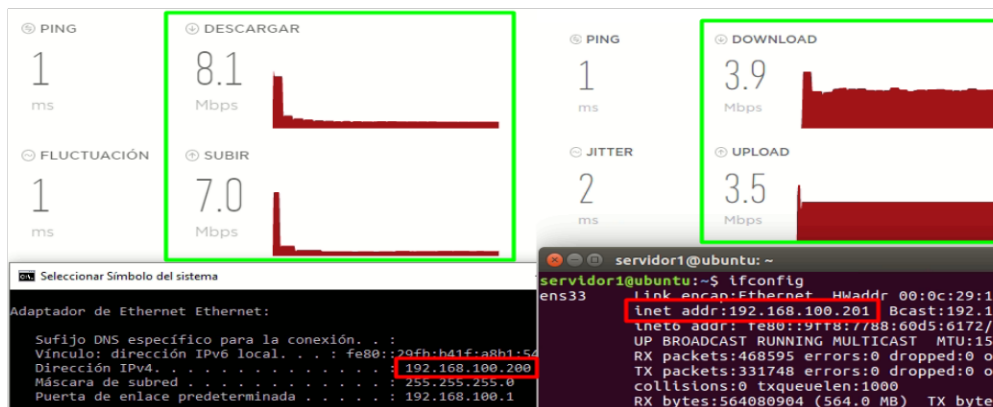 PING
DESCARGAR
1
8.1
ms
Mbps
FLUCTUACIÓN
SUBIR
1
7.0
ms
Mbps
PING
DOWNLOAD
1
3.9
ms
Mbps
JITTER
UPLOAD
2
3.5
ms
Mbps
Seleccionar Símbolo del sistema
Adaptador de Ethernet Ethernet:
Sufijo DNS específico para la conexión. . :
Vínculo: dirección IPv6 local. . . : fe80::29fb:b41f:a8b1:54
Dirección IPv4. . . . . . . . . . . . . . : 192.168.100.200
Máscara de subred . . . . . . . . . . . . : 255.255.255.0
Puerta de enlace predeterminada . . . . . : 192.168.100.1
servidor1@ubuntu: ~
servidor1@ubuntu:~$ ifconfig
ens33 Link encap:Ethernet HWaddr 00:0c:29:1
inet addr:192.168.100.201 Bcast:192.1
inet6 addr: fe80::9ff8:7788:60d5:6172/
UP BROADCAST RUNNING MULTICAST MTU:15
RX packets:468595 errors:0 dropped:0 o
TX packets:331748 errors:0 dropped:0 o
collisions:0 txqueuelen:1000
RX bytes:564080904 (564.0 MB) TX byte